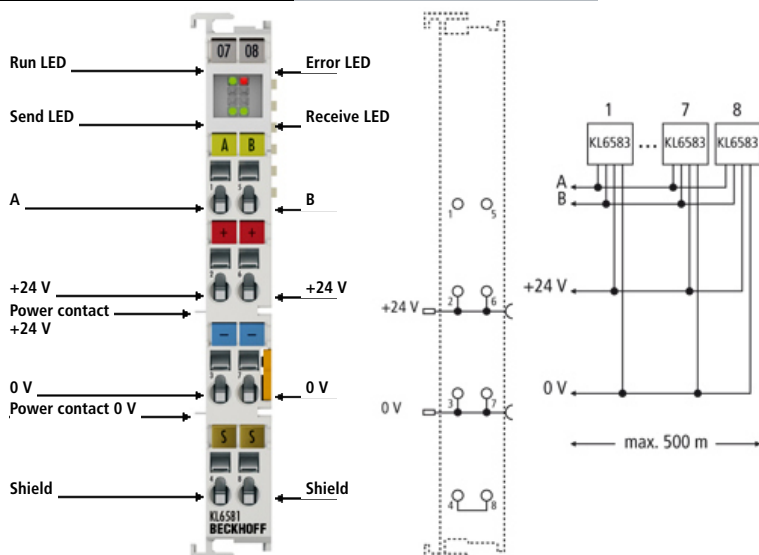 Run LED
Send LED
A
+24 V
Power contact
+24 V
0 V
Power contact 0 V
Shield
07 08
A B
1 5
+ +
2 6
– –
3 7
S S
4 8
KL6581
BECKHOFF
Error LED
Receive LED
B
+24 V
0 V
Shield
1 5
2 6
+24 V
3 7
0 V
4 8
1 7 8
KL6583 ... KL6583 KL6583
A
B
+24 V
0 V
max. 500 m